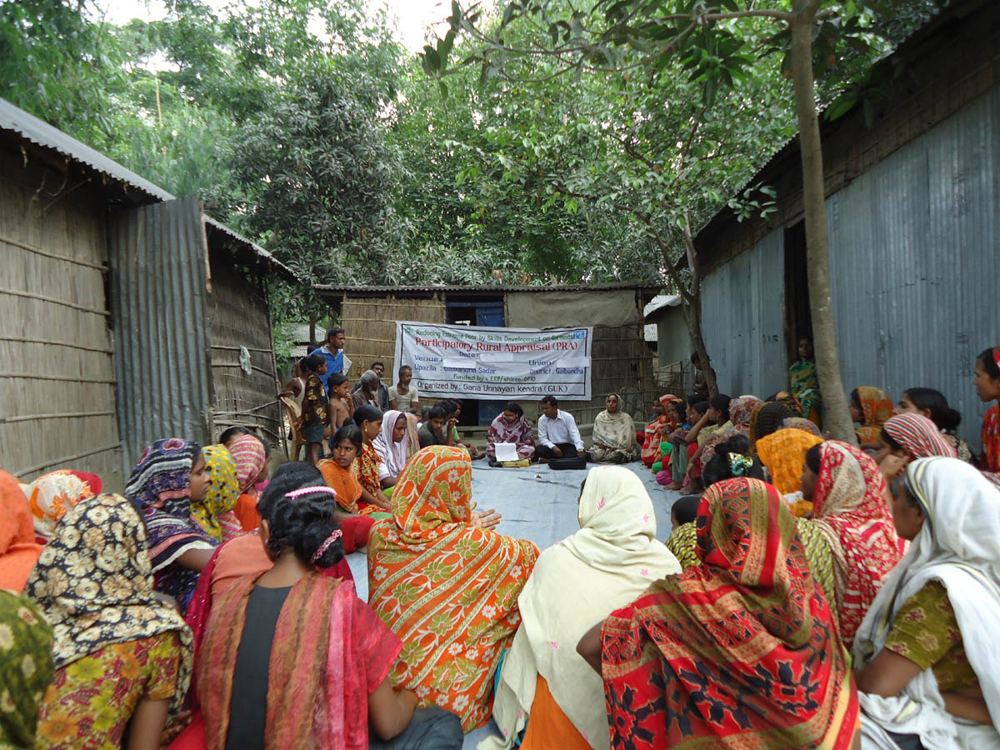 Reducing Extreme Poor by Skills Development on Garments
Participatory Rural Appraisal (PRA)
Date:
Venue: Union:
Upazila: Gaibandha Sadar District: Gaibandha
Funded by: EEP/shiree-DFID
Organized by: Gana Unnayan kendra (GUK)